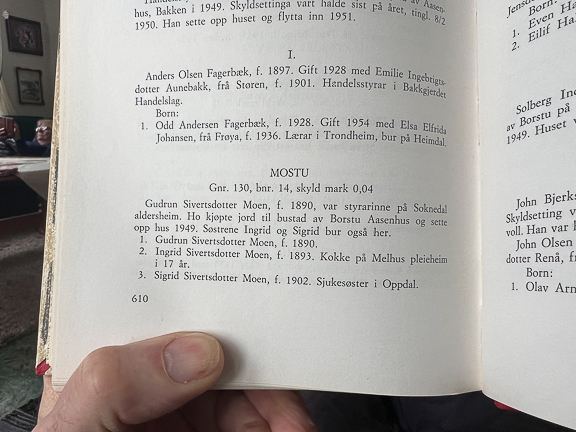 hus, Bakken i 1949. Skyldsettinga vart halde sist på året, tingl. 8/2
1950. Han sette opp huset og flytta inn 1951.
I.
Anders Olsen Fagerbæk, f. 1897. Gift 1928 med Emilie Ingebrigts-
dotter Aunebakk, frå Støren, f. 1901. Handelsstyrar i Bakkgjerdet
Handelslag.
Born:
1. Odd Andersen Fagerbæk, f. 1928. Gift 1954 med Elsa Elfrida
Johansen, frå Frøya, f. 1936. Lærar i Trondheim, bur på Heimdal.
MOSTU
Gnr. 130, bnr. 14, skyld mark 0,04
Gudrun Sivertsdotter Moen, f. 1890, var styrarinne på Soknedal
aldersheim. Ho kjøpte jord til bustad av Borstu Aasenhus og sette
opp hus 1949. Søstrene Ingrid og Sigrid bur også her.
1. Gudrun Sivertsdotter Moen, f. 1890.
2. Ingrid Sivertsdotter Moen, f. 1893. Kokke på Melhus pleieheim
i 17 år.
3. Sigrid Sivertsdotter Moen, f. 1902. Sjukesøster i Oppdal.
610
Born:
1. Even
2. Eilif
Solberg
av Borstu på
1949. Huset
John Bjerks
Skyldsetting v
voll. Han var
John Olsen
dotter Renå, f
Born:
1. Olav Arn